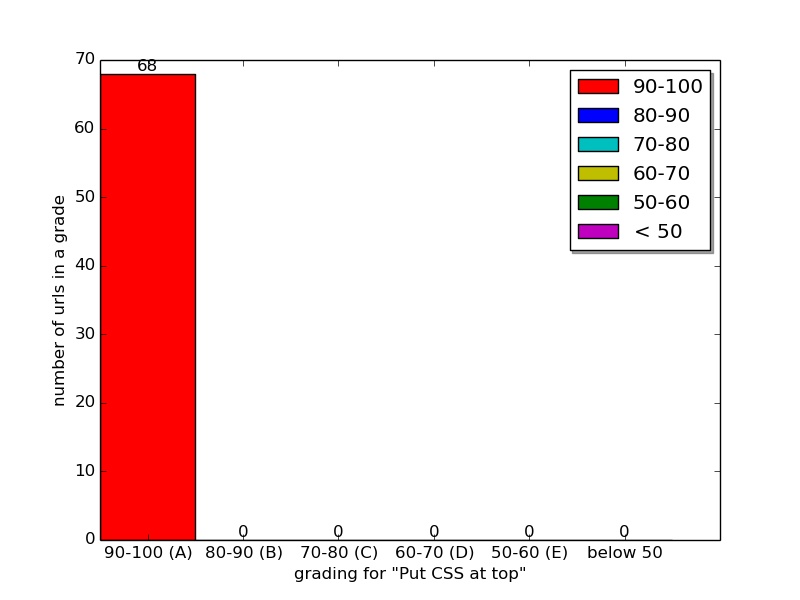 70
60
50
40
30
20
10
0
number of urls in a grade
68
0
0
0
0
0
90-100 (A)
80-90 (B)
70-80 (C)
60-70 (D)
50-60 (E)
below 50
grading for "Put CSS at top"
90-100
80-90
70-80
60-70
50-60
< 50